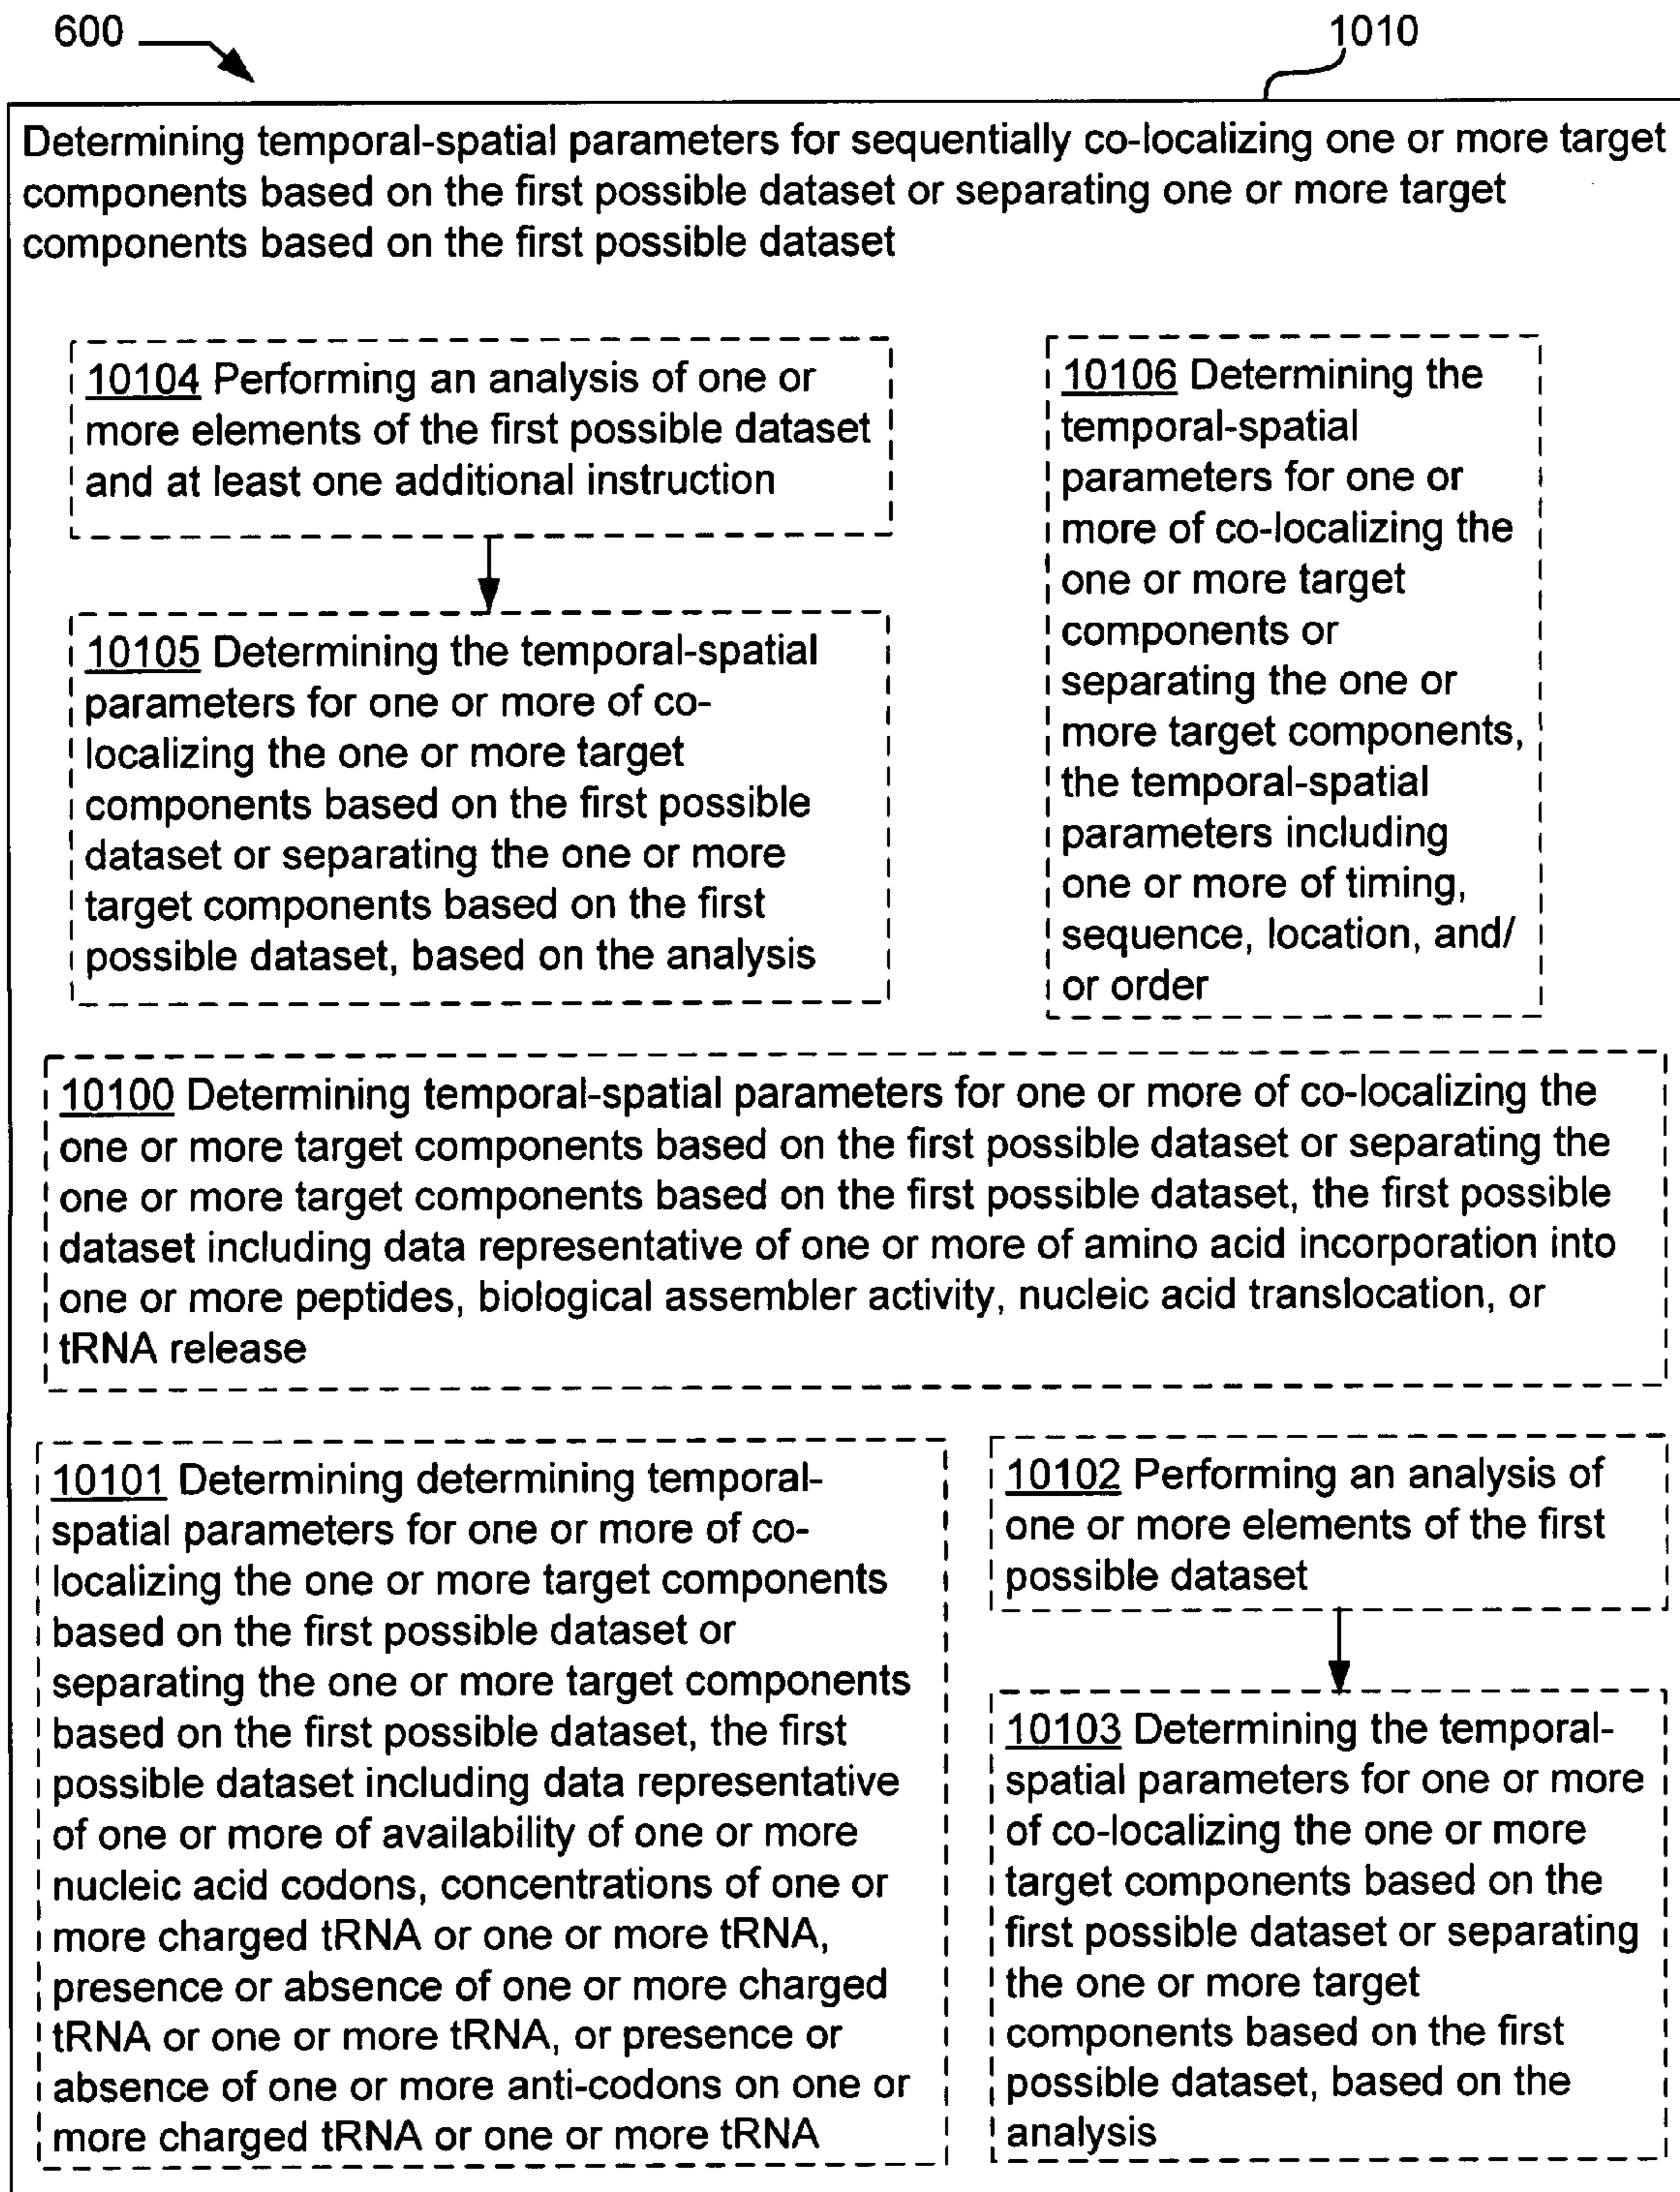 600
1010
Determining temporal-spatial parameters for sequentially co-localizing one or more target
components based on the first possible dataset or separating one or more target
components based on the first possible dataset
10104 Performing an analysis of one or
more elements of the first possible dataset
and at least one additional instruction
10105 Determining the temporal-spatial
parameters for one or more of co-
localizing the one or more target
components based on the first possible
dataset or separating the one or more
target components based on the first
possible dataset, based on the analysis
10106 Determining the
temporal-spatial
parameters for one or
more of co-localizing the
one or more target
components or
separating the one or
more target components,
the temporal-spatial
parameters including
one or more of timing,
sequence, location, and/
or order
10100 Determining temporal-spatial parameters for one or more of co-localizing the
one or more target components based on the first possible dataset or separating the
one or more target components based on the first possible dataset, the first possible
dataset including data representative of one or more of amino acid incorporation into
one or more peptides, biological assembler activity, nucleic acid translocation, or
tRNA release
10101 Determining determining temporal-
spatial parameters for one or more of co-
localizing the one or more target components
based on the first possible dataset or
separating the one or more target components
based on the first possible dataset, the first
possible dataset including data representative
of one or more of availability of one or more
nucleic acid codons, concentrations of one or
more charged tRNA or one or more tRNA,
presence or absence of one or more charged
tRNA or one or more tRNA, or presence or
absence of one or more anti-codons on one or
more charged tRNA or one or more tRNA
10102 Performing an analysis of
one or more elements of the first
possible dataset
10103 Determining the temporal-
spatial parameters for one or more
of co-localizing the one or more
target components based on the
first possible dataset or separating
the one or more target
components based on the first
possible dataset, based on the
analysis